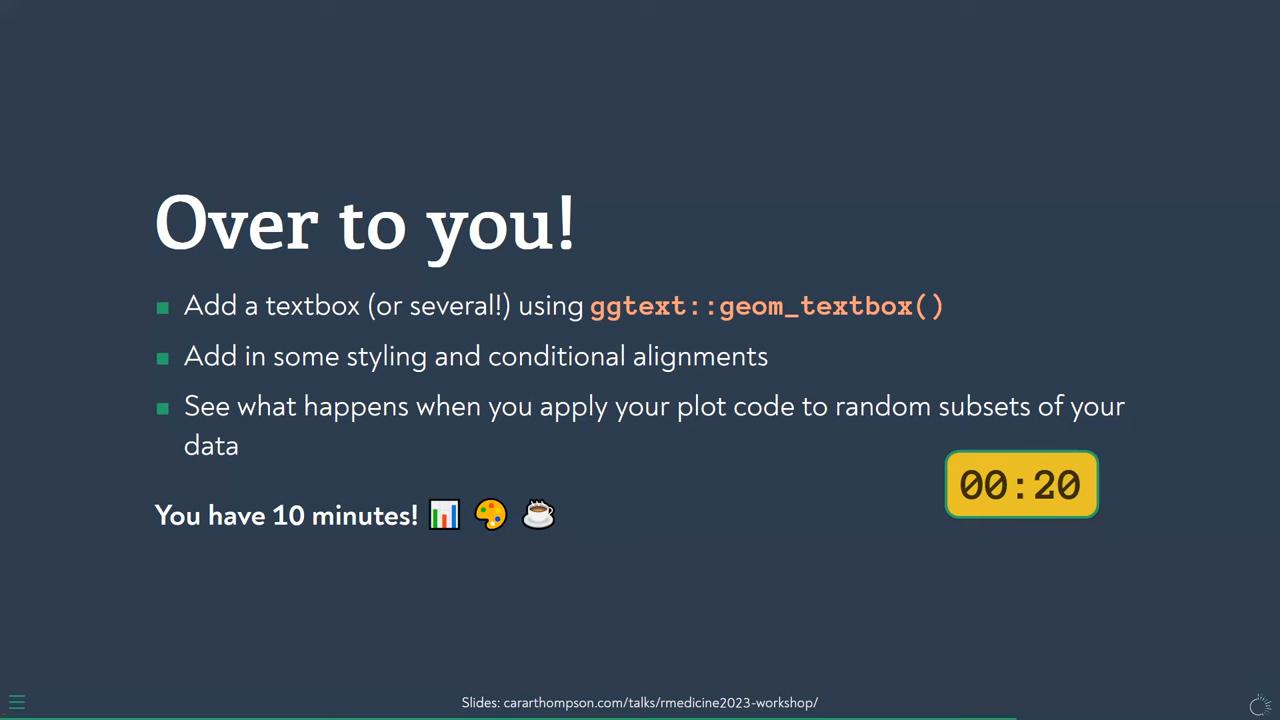 Over to you!
Add a textbox (or several!) using ggtext::geom_textbox()
Add in some styling and conditional alignments
See what happens when you apply your plot code to random subsets of your
data
00:20
You have 10 minutes!
Slides: cararthompson.com/talks/rmedicine2023-workshop/